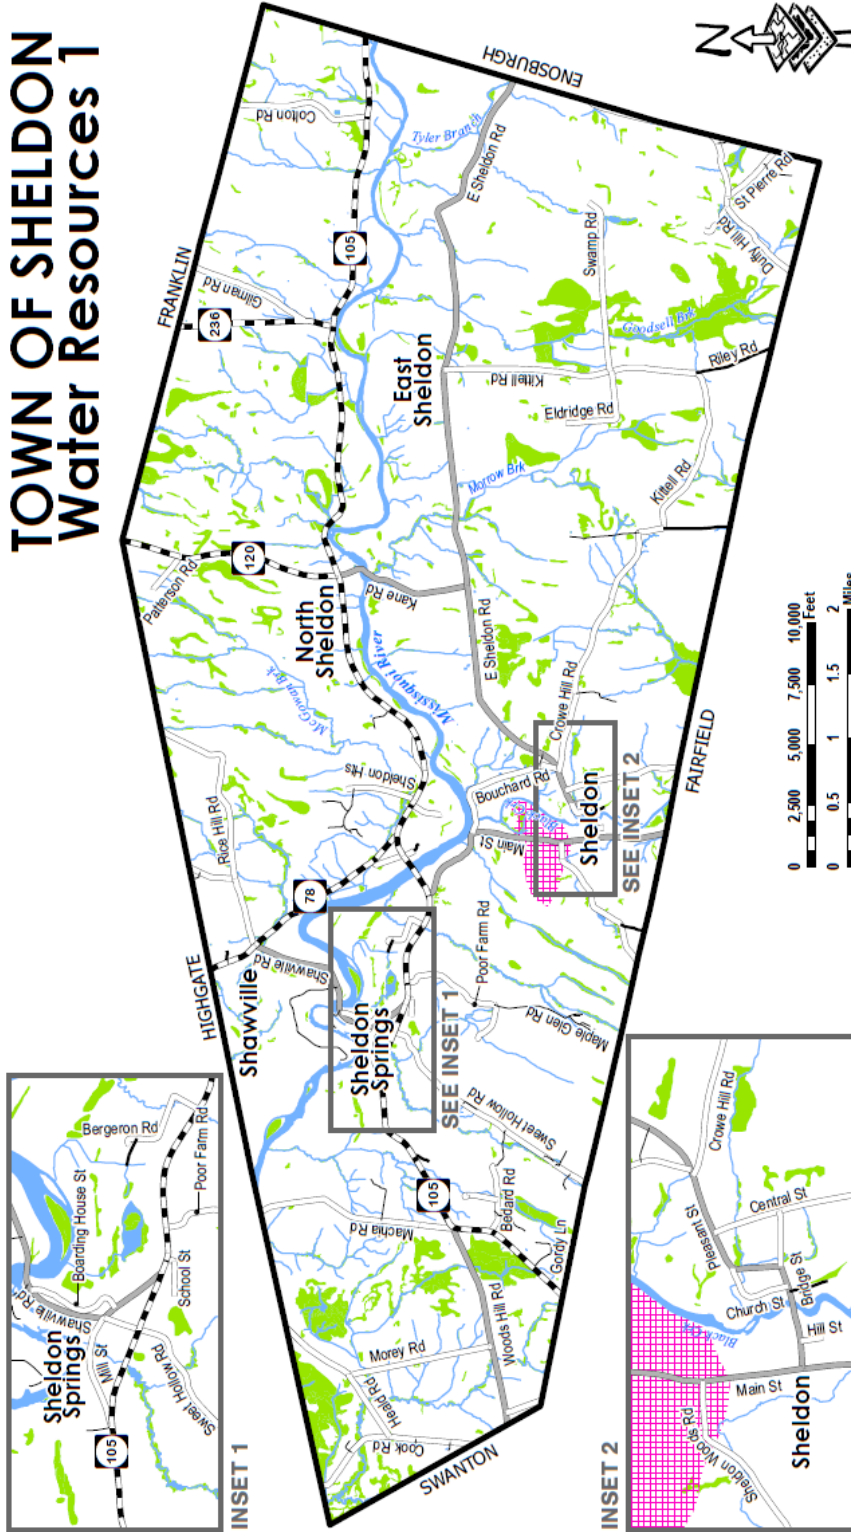 TOWN OF SHELDON
Water Resources 1
N
ENOSBURGH
FRANKLIN
HIGHGATE
SWANTON
FAIRFIELD
Colton Rd
Tyler Branch
E Sheldon Rd
105
Gilman Rd
236
St Pierre Rd
Duffy Hill Rd
Swamp Rd
Goodsell Brk
Riley Rd
East
Sheldon
Kittell Rd
Eldridge Rd
Morrow Brk
Kittell Rd
120
Patterson Rd
North
Sheldon
Kane Rd
E Sheldon Rd
Missisquoi River
McGowan Brk
Crowe Hill Rd
Sheldon Hts
Bouchard Rd
Rice Hill Rd
Main St
Sheldon
SEE INSET 2
78
Shawville
Shawville Rd
Sheldon
Springs
SEE INSET 1
Poor Farm Rd
Maple Glen Rd
Sweet Hollow Rd
105
Bedard Rd
Gordy Ln
Machia Rd
Woods Hill Rd
Morey Rd
Heald Rd
Cook Rd
0 2,500 5,000 7,500 10,000
Feet
0 0.5 1 1.5 2
Miles
INSET 1
Bergeron Rd
Poor Farm Rd
Boarding House St
School St
Shawville Rd
Sheldon
Springs
Mill St
Sweet Hollow Rd
105
INSET 2
Crowe Hill Rd
Central St
Pleasant St
Bridge St
Church St
Hill St
Main St
Sheldon Woods Rd
Sheldon